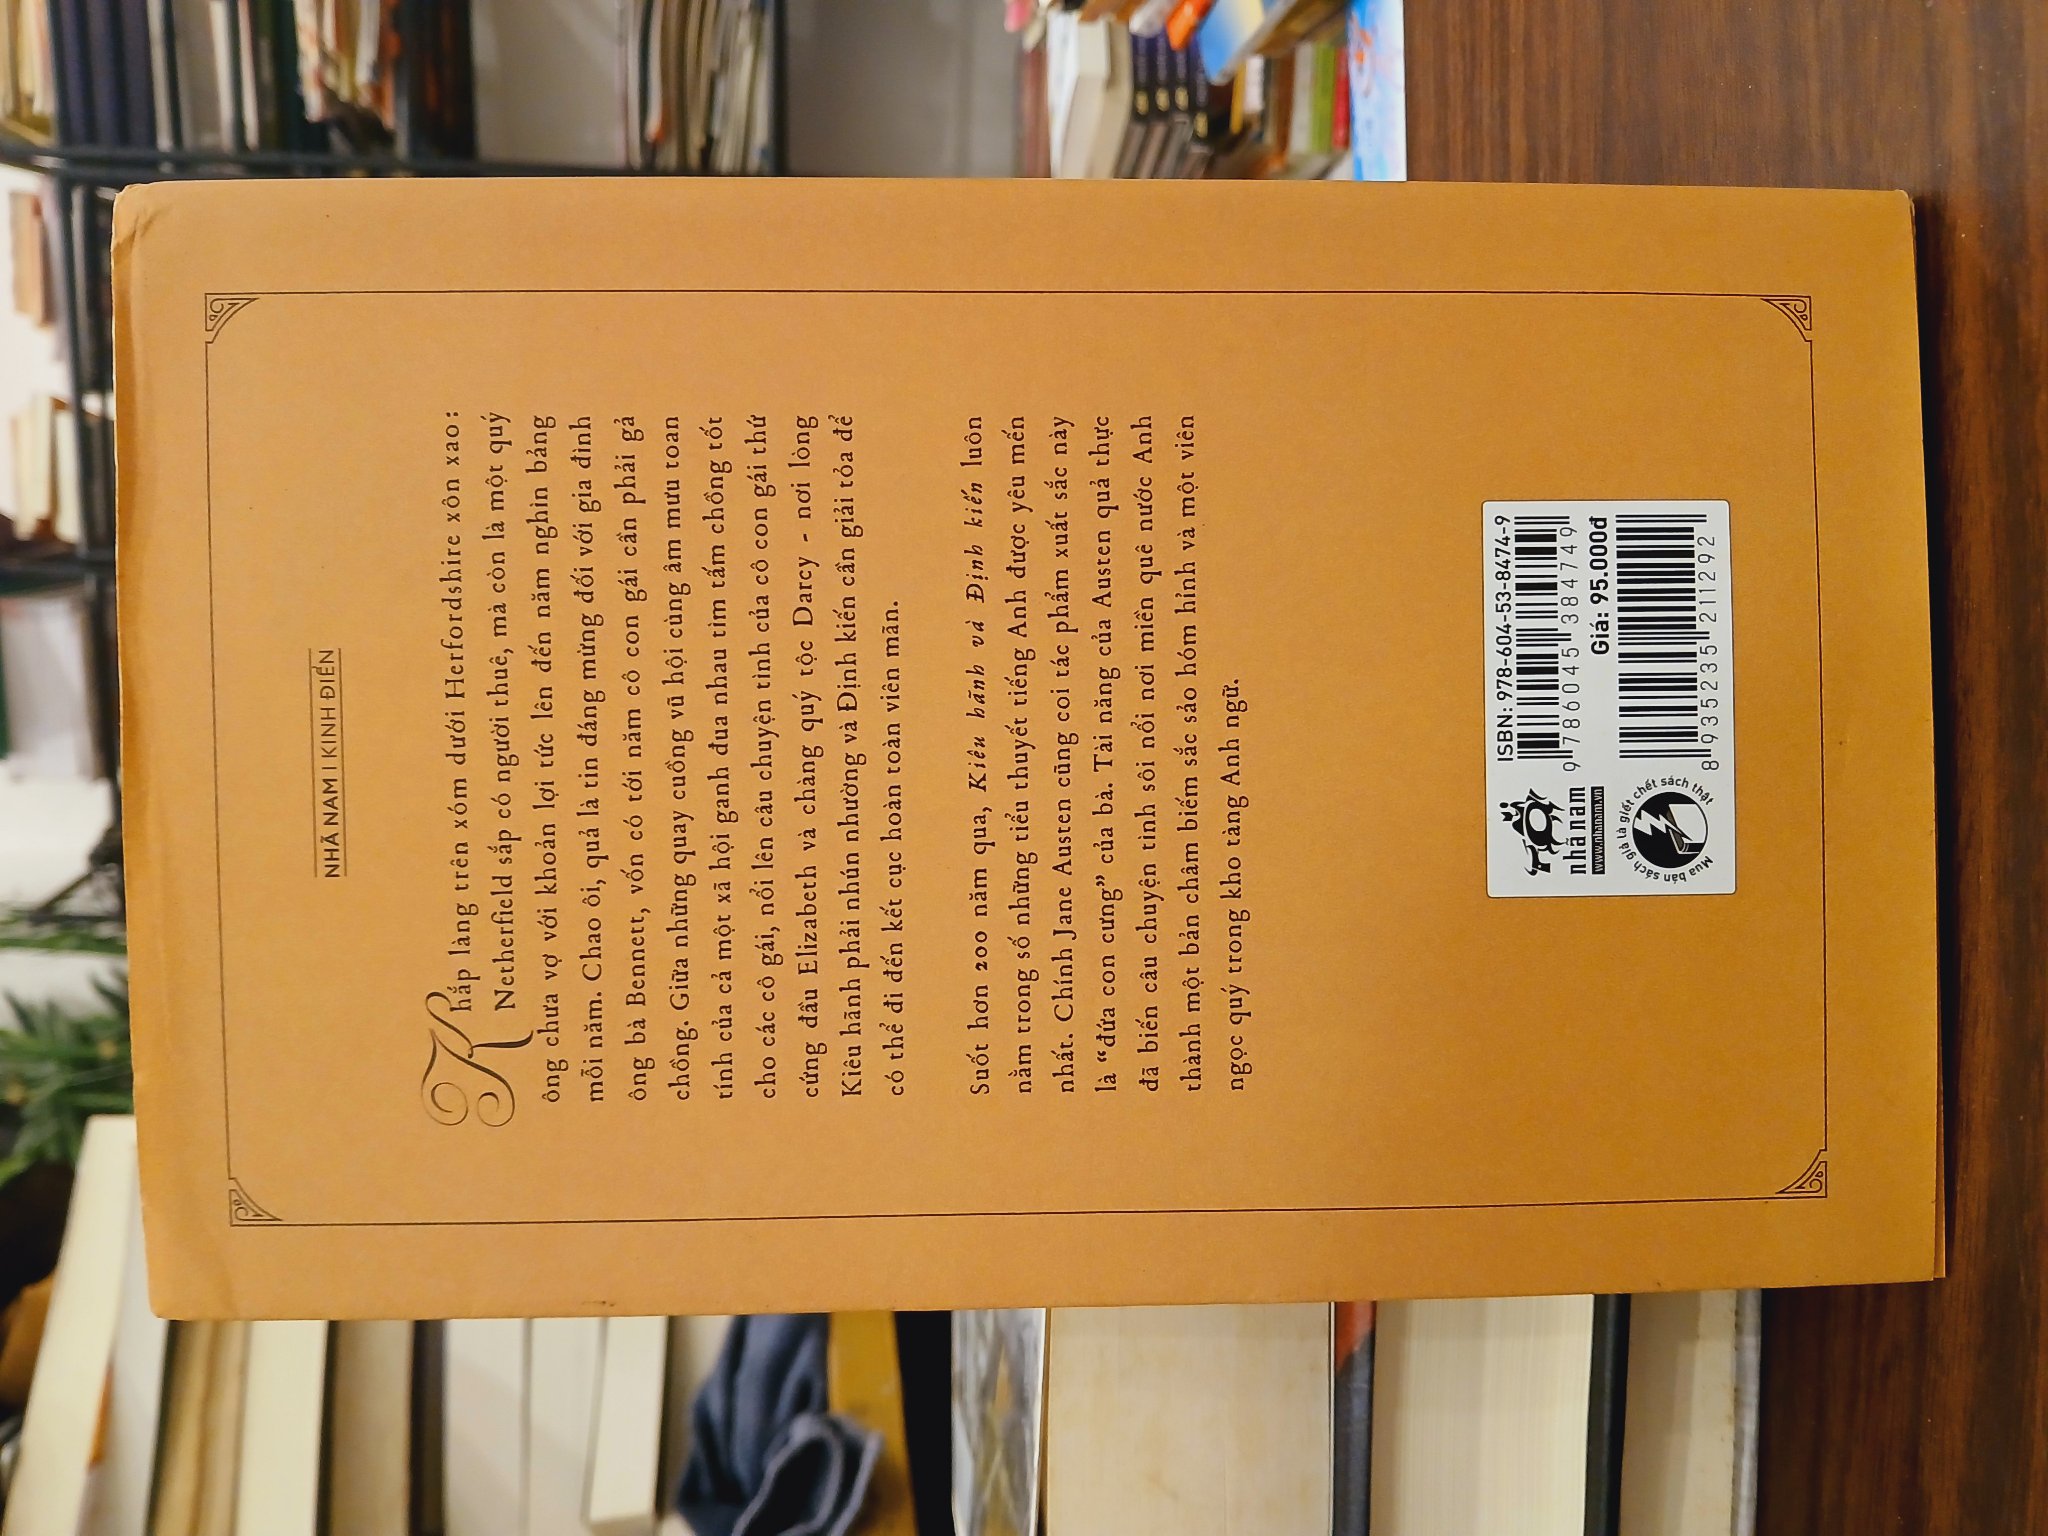 NHÃ NAM | KINH ĐIỂN
Khắp làng trên xóm dưới Herfordshire xôn xao:
Netherfield sắp có người thuê, mà còn là một quý
ông chưa vợ với khoản lợi tức lên đến năm nghìn bảng
mỗi năm. Chao ôi, quả là tin đáng mừng đối với gia đình
ông bà Bennett, vốn có tới năm cô con gái cần phải gả
chồng. Giữa những quay cuồng vũ hội cùng âm mưu toan
tính của cả một xã hội ganh đua nhau tìm tấm chồng tốt
cho các cô gái, nổi lên câu chuyện tình của cô con gái thứ
cứng đầu Elizabeth và chàng quý tộc Darcy - nơi lòng
Kiêu hãnh phải nhún nhường và Định kiến cần giải tỏa để
có thể đi đến kết cục hoàn toàn viên mãn.
Suốt hơn 200 năm qua, Kiêu hãnh và Định kiến luôn
nằm trong số những tiểu thuyết tiếng Anh được yêu mến
nhất. Chính Jane Austen cũng coi tác phẩm xuất sắc này
là “đứa con cưng” của bà. Tài năng của Austen quả thực
đã biến câu chuyện tình sôi nổi nơi miền quê nước Anh
thành một bản châm biếm sắc sảo hóm hỉnh và một viên
ngọc quý trong kho tàng Anh ngữ.
nhã nam
www.nhanam.vn
Mua bán sách giả là giết chết sách thật
ISBN: 978-604-53-8474-9
9 786045 384749
Giá: 95.000đ
8 935235 211292